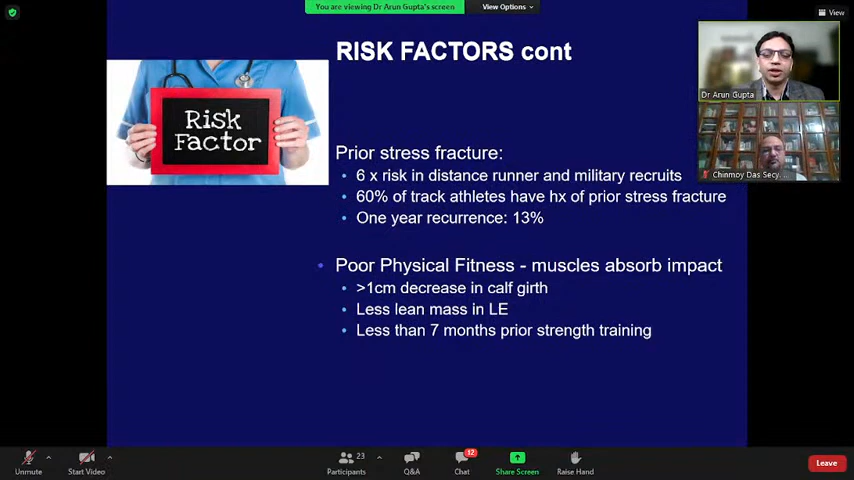 You are viewing Dr Arun Gupta's screen
View Options
View
RISK FACTORS cont
Risk
Factor
Dr Arun Gupta
Chinmoy Das Secy. ...
Prior stress fracture:
• 6 x risk in distance runner and military recruits
• 60% of track athletes have hx of prior stress fracture
• One year recurrence: 13%
• Poor Physical Fitness - muscles absorb impact
• >1cm decrease in calf girth
• Less lean mass in LE
• Less than 7 months prior strength training
23
12
Unmute
Start Video
Participants
Q&A
Chat
Share Screen
Raise Hand
Leave